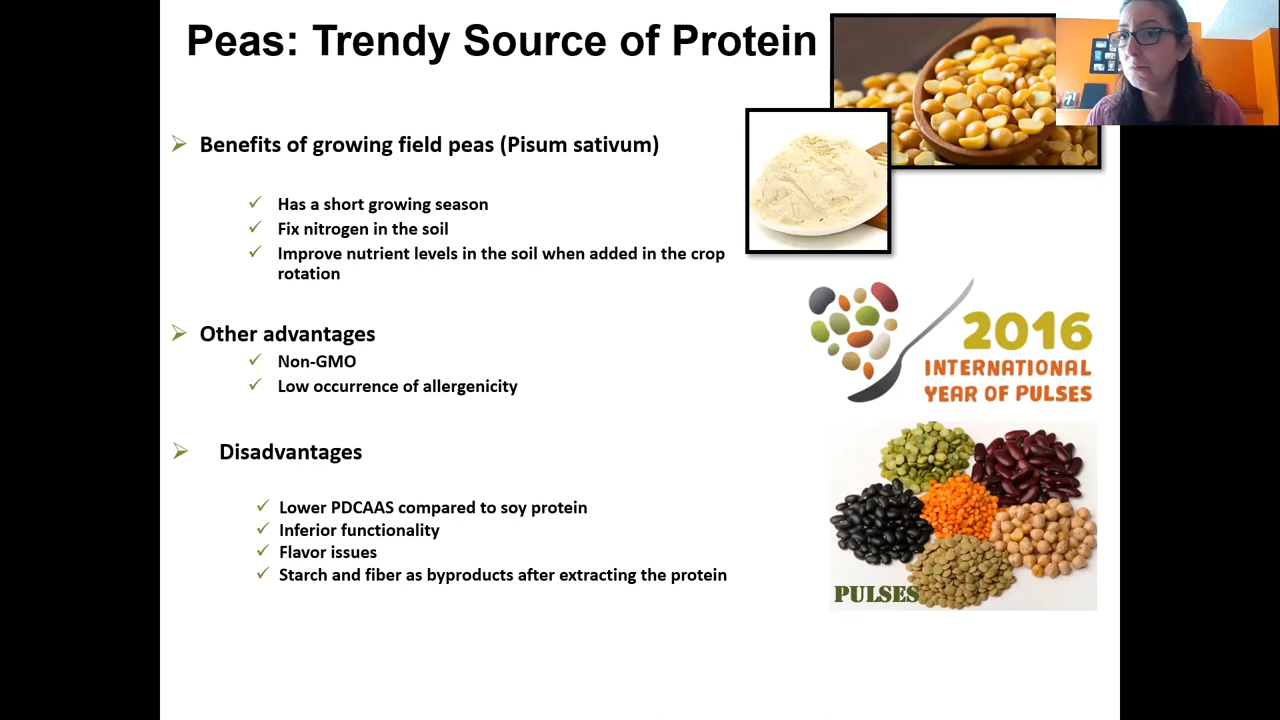 Peas: Trendy Source of Protein
Benefits of growing field peas (Pisum sativum)
Has a short growing season
Fix nitrogen in the soil
Improve nutrient levels in the soil when added in the crop
rotation
Other advantages
Non-GMO
Low occurrence of allergenicity
Disadvantages
Lower PDCAAS compared to soy protein
Inferior functionality
Flavor issues
Starch and fiber as byproducts after extracting the protein
2016
INTERNATIONAL
YEAR OF PULSES
PULSES